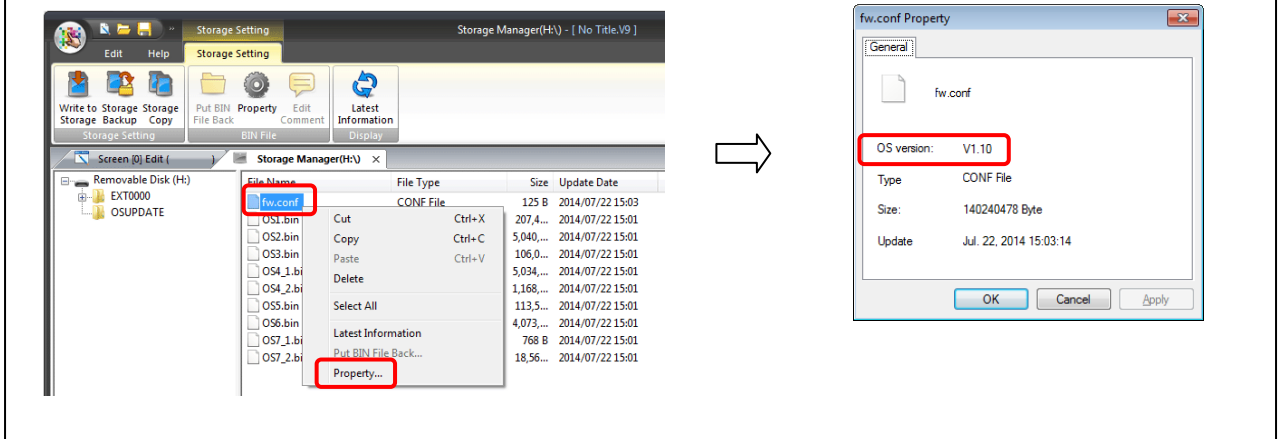 Storage Setting
Storage Manager(H:\) - [ No Title.V9 ]
Edit Help Storage Setting
Write to Storage
Storage Backup
Storage Copy
Put BIN File Back
Property
Edit Comment
Latest Information
Storage Setting BIN File Display
Screen [0] Edit ( ) Storage Manager(H:\) ×
Removable Disk (H:)
EXT0000
OSUPDATE
File Name File Type Size Update Date
fw.conf CONF File 125 B 2014/07/22 15:03
OS1.bin 207,4... 2014/07/22 15:01
OS2.bin 5,040,... 2014/07/22 15:01
OS3.bin 106,0... 2014/07/22 15:01
OS4_1.bi 5,034,... 2014/07/22 15:01
OS4_2.bi 1,168,... 2014/07/22 15:01
OS5.bin 113,5... 2014/07/22 15:01
OS6.bin 4,073,... 2014/07/22 15:01
OS7_1.bi 768 B 2014/07/22 15:01
OS7_2.bi 18,56... 2014/07/22 15:01
Cut Ctrl+X
Copy Ctrl+C
Paste Ctrl+V
Delete
Select All
Latest Information
Put BIN File Back...
Property...
fw.conf Property
General
fw.conf
OS version: V1.10
Type CONF File
Size: 140240478 Byte
Update Jul. 22, 2014 15:03:14
OK Cancel Apply